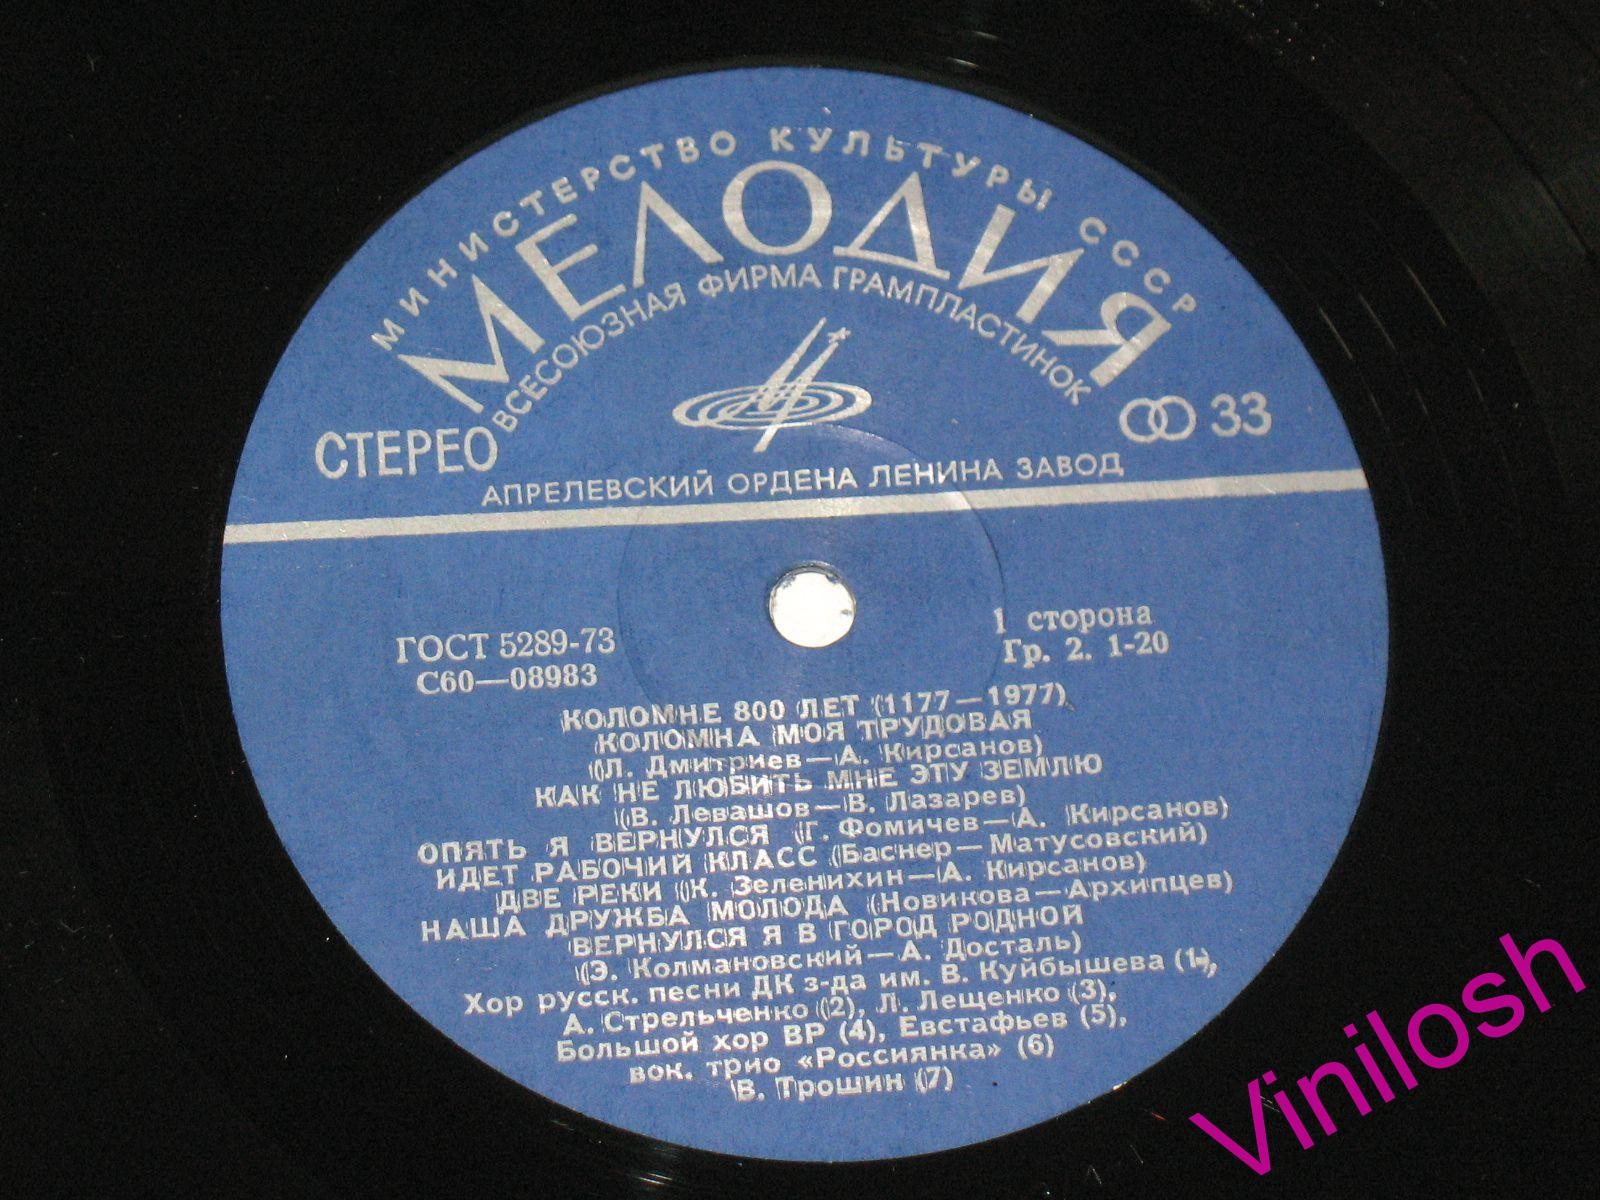 МИНИСТЕРСТВО КУЛЬТУРЫ СССР
МЕЛОДИЯ
ВСЕСОЮЗНАЯ ФИРМА ГРАМПЛАСТИНОК
СТЕРЕО
33
АПРЕЛЕВСКИЙ ОРДЕНА ЛЕНИНА ЗАВОД
ГОСТ 5289-73
С60—08983
1 сторона
Гр. 2. 1-20
КОЛОМНЕ 800 ЛЕТ (1177—1977)
КОЛОМНА МОЯ ТРУДОВАЯ
(Л. Дмитриев—А. Кирсанов)
КАК НЕ ЛЮБИТЬ МНЕ ЭТУ ЗЕМЛЮ
(В. Левашов—В. Лазарев)
ОПЯТЬ Я ВЕРНУЛСЯ (Г. Фомичев—А. Кирсанов)
ИДЕТ РАБОЧИЙ КЛАСС (Баснер—Матусовский)
ДВЕ РЕКИ (К. Зеленихин—А. Кирсанов)
НАША ДРУЖБА МОЛОДА (Новикова—Архипцев)
ВЕРНУЛСЯ Я В ГОРОД РОДНОЙ
(Э. Колмановский—А. Досталь)
Хор русск. песни ДК з-да им. В. Куйбышева (1),
А. Стрельченко (2), Л. Лещенко (3),
Большой хор ВР (4), Евстафьев (5),
вок. трио «Россиянка» (6)
В. Трошин (7)
Vinilosh